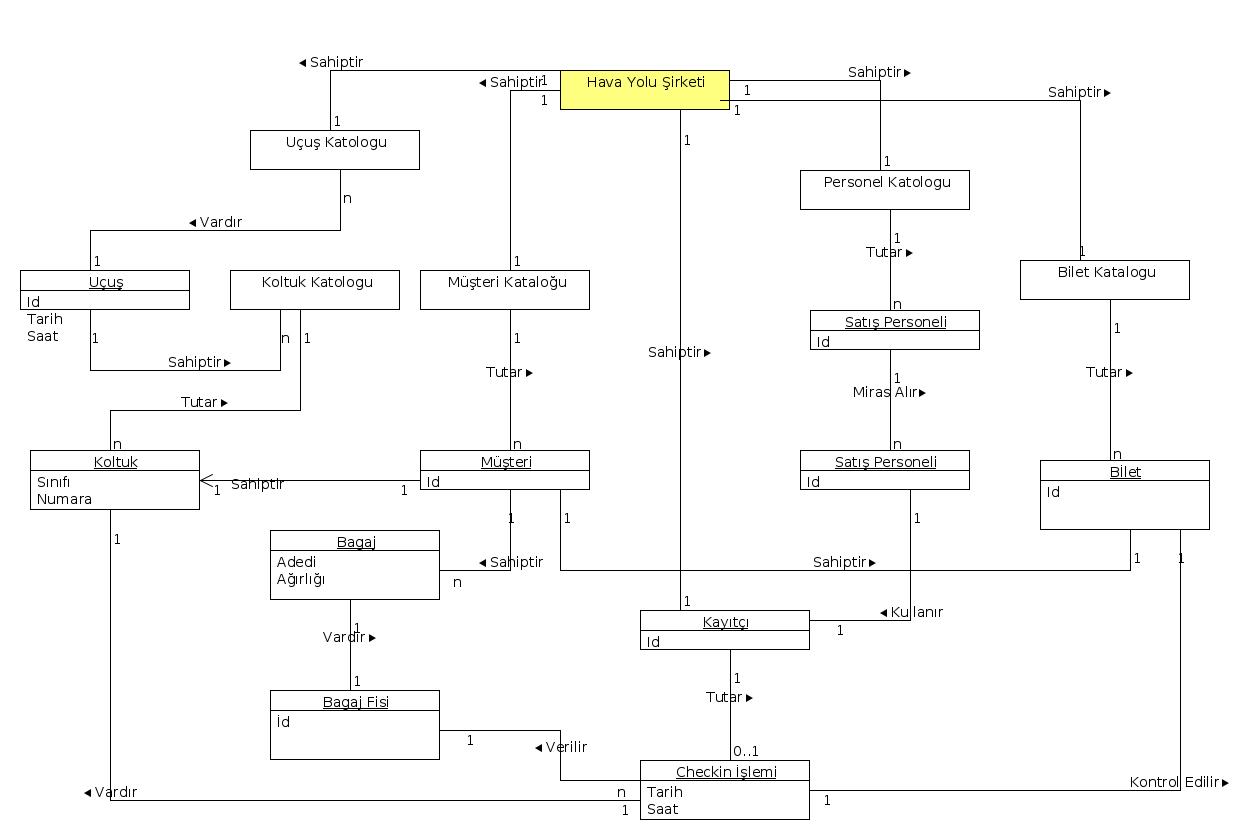 ◄ Sahiptir
Hava Yolu Şirketi
Sahiptir►
◄ Sahiptir
1
1
1
Sahiptir►
1
1
Uçuş Katologu
1
n
1
Personel Katologu
◄ Vardır
1
Tutar ►
1
1
1
Bilet Katalogu
Uçuş
Id
Tarih
Saat
Koltuk Katologu
Müşteri Kataloğu
n
Satış Personeli
Id
1
n
1
1
1
Sahiptir►
Sahiptir►
Tutar ►
Tutar ►
1
Miras Alır►
Tutar ►
n
n
n
n
Koltuk
Sınıfı
Numara
Müşteri
Id
Satış Personeli
Id
Bilet
Id
1
Sahiptir
1
1
1
1
1
Bagaj
Adedi
Ağırlığı
◄ Sahiptir
n
Sahiptir►
1
1
1
Kayıtçı
Id
◄ Kullanır
1
1
Vardır ►
1
1
Tutar ►
Bagaj Fisi
İd
1
◄ Verilir
0..1
Checkin İşlemi
Tarih
Saat
Kontrol Edilir►
◄ Vardır
n
1
1